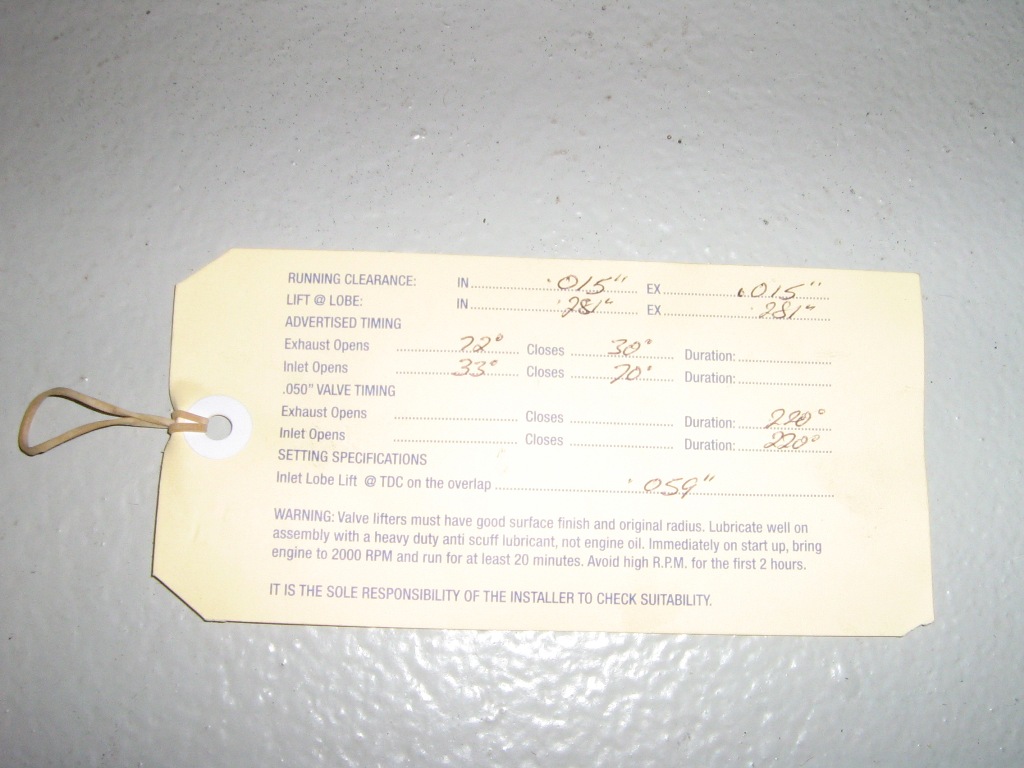 RUNNING CLEARANCE: IN .015" EX .015"
LIFT @ LOBE: IN .281" EX .281"
ADVERTISED TIMING
Exhaust Opens 72° Closes 30° Duration:
Inlet Opens 33° Closes 70° Duration:
.050" VALVE TIMING
Exhaust Opens Closes Duration: 220°
Inlet Opens Closes Duration: 220°
SETTING SPECIFICATIONS
Inlet Lobe Lift @ TDC on the overlap .059"
WARNING: Valve lifters must have good surface finish and original radius. Lubricate well on
assembly with a heavy duty anti scuff lubricant, not engine oil. Immediately on start up, bring
engine to 2000 RPM and run for at least 20 minutes. Avoid high R.P.M. for the first 2 hours.
IT IS THE SOLE RESPONSIBILITY OF THE INSTALLER TO CHECK SUITABILITY.